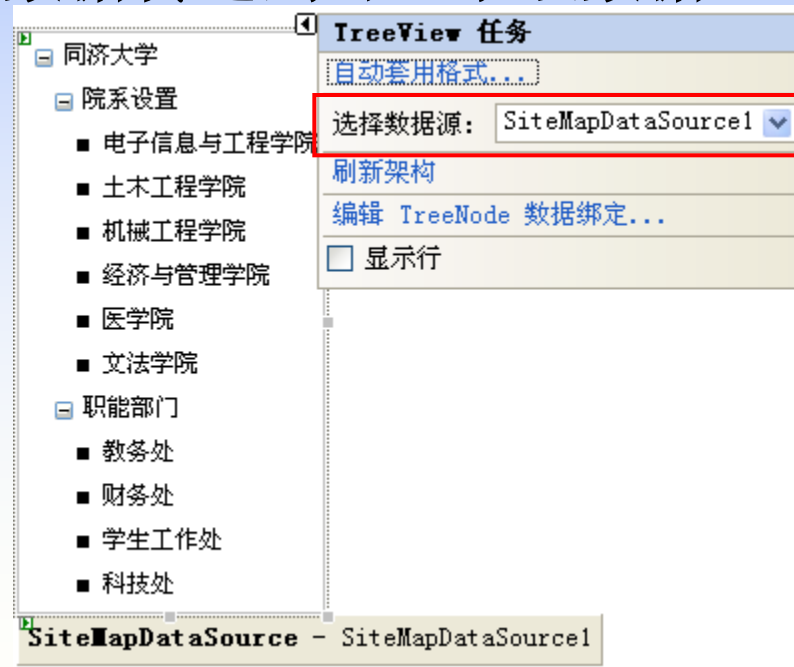 TreeView 任务
自动套用格式...
选择数据源: SiteMapDataSource1
刷新架构
编辑 TreeNode 数据绑定...
显示行
同济大学
院系设置
电子信息与工程学院
土木工程学院
机械工程学院
经济与管理学院
医学院
文法学院
职能部门
教务处
财务处
学生工作处
科技处
SiteMapDataSource - SiteMapDataSource1